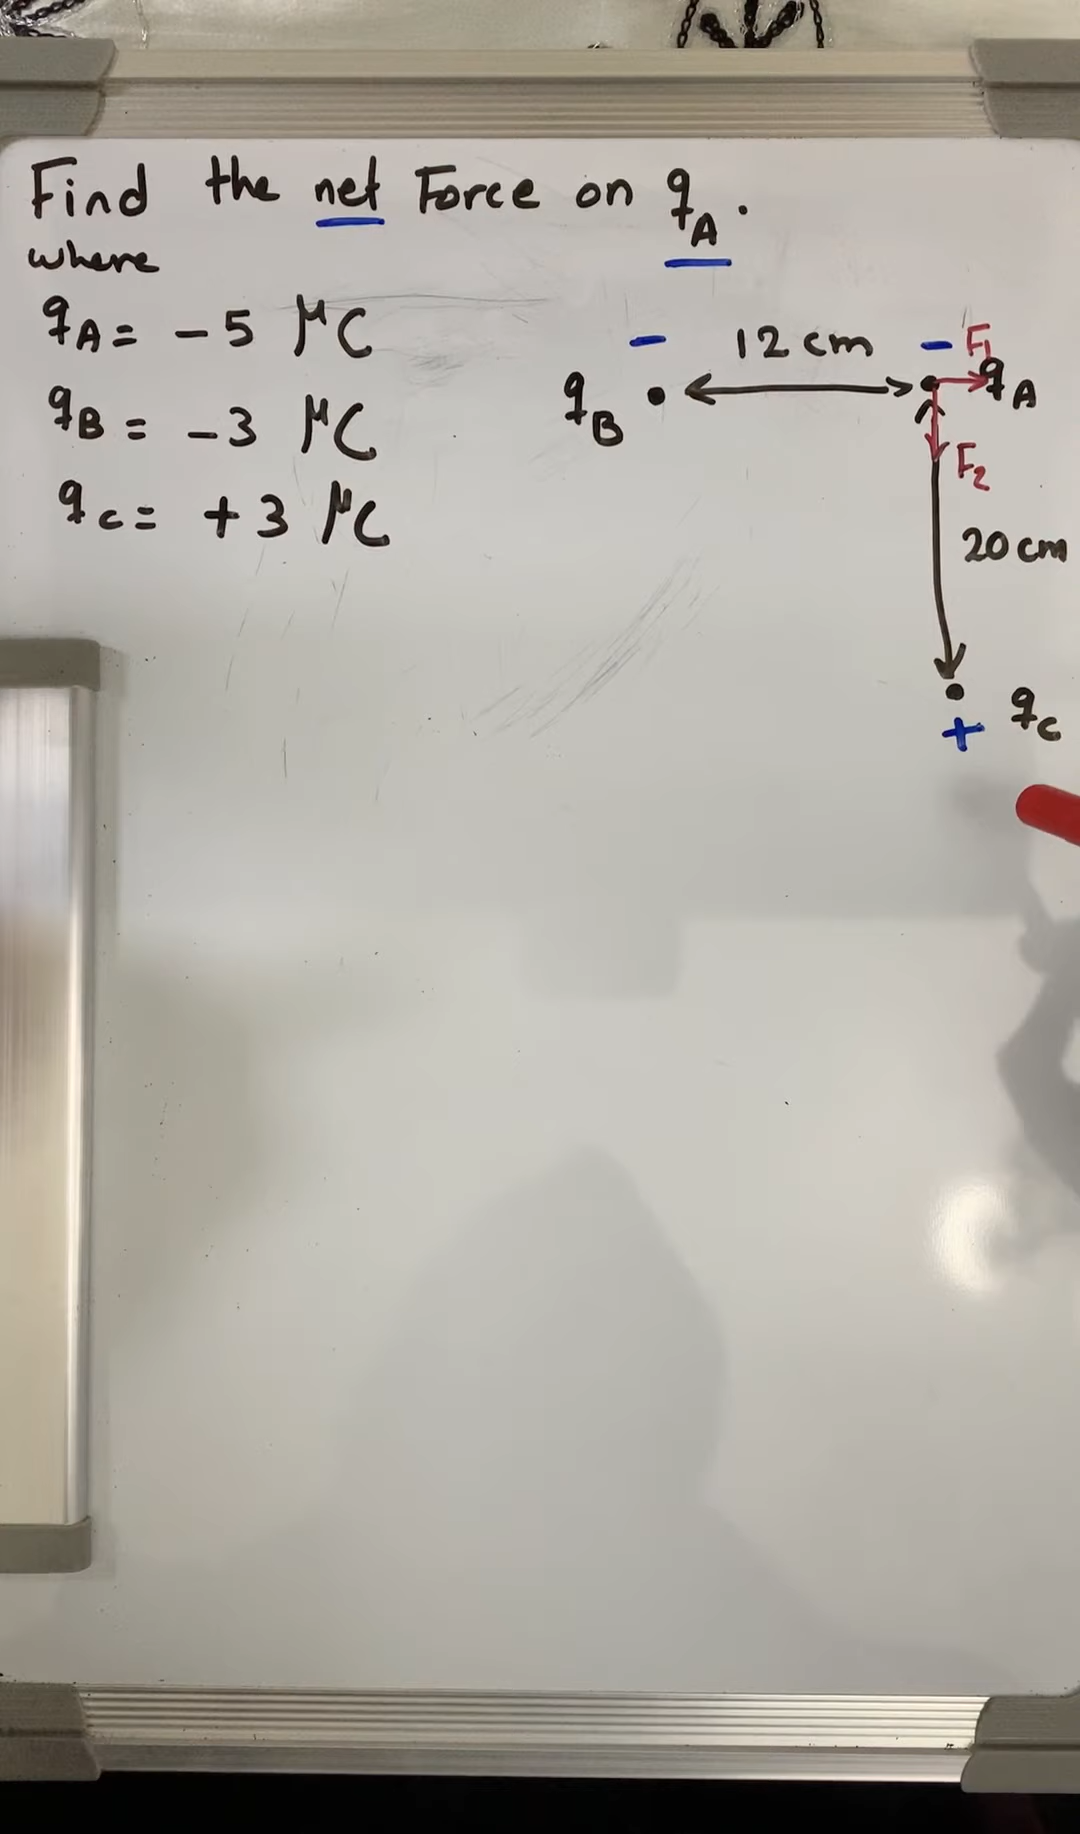 Find the net Force on qA.
where
qA = -5 μC
qB = -3 μC
qc = +3 μC
- 12 cm - F1
qB qA
F2
20 cm
qc
+